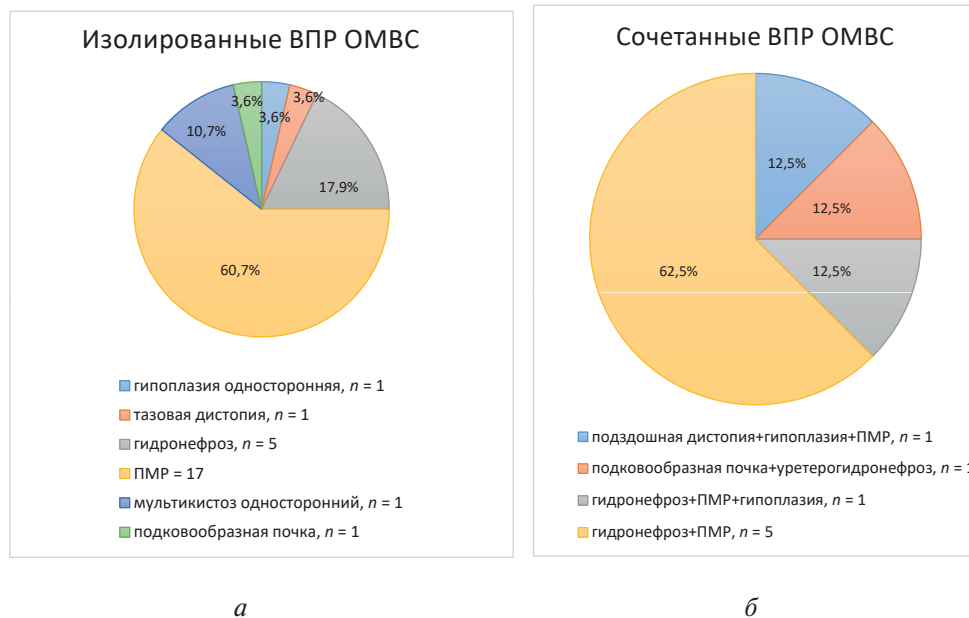 Изолированные ВПР ОМВС
3,6%
3,6%
3,6%
10,7%
17,9%
60,7%
гипоплазия односторонняя, n = 1
тазовая дистопия, n = 1
гидронефроз, n = 5
ПМР = 17
мультикистоз односторонний, n = 1
подковообразная почка, n = 1
а
Сочетанные ВПР ОМВС
12,5%
12,5%
62,5%
12,5%
подздошная дистопия+гипоплазия+ПМР, n = 1
подковообразная почка+уретерогидронефроз, n = 1
гидронефроз+ПМР+гипоплазия, n = 1
гидронефроз+ПМР, n = 5
б